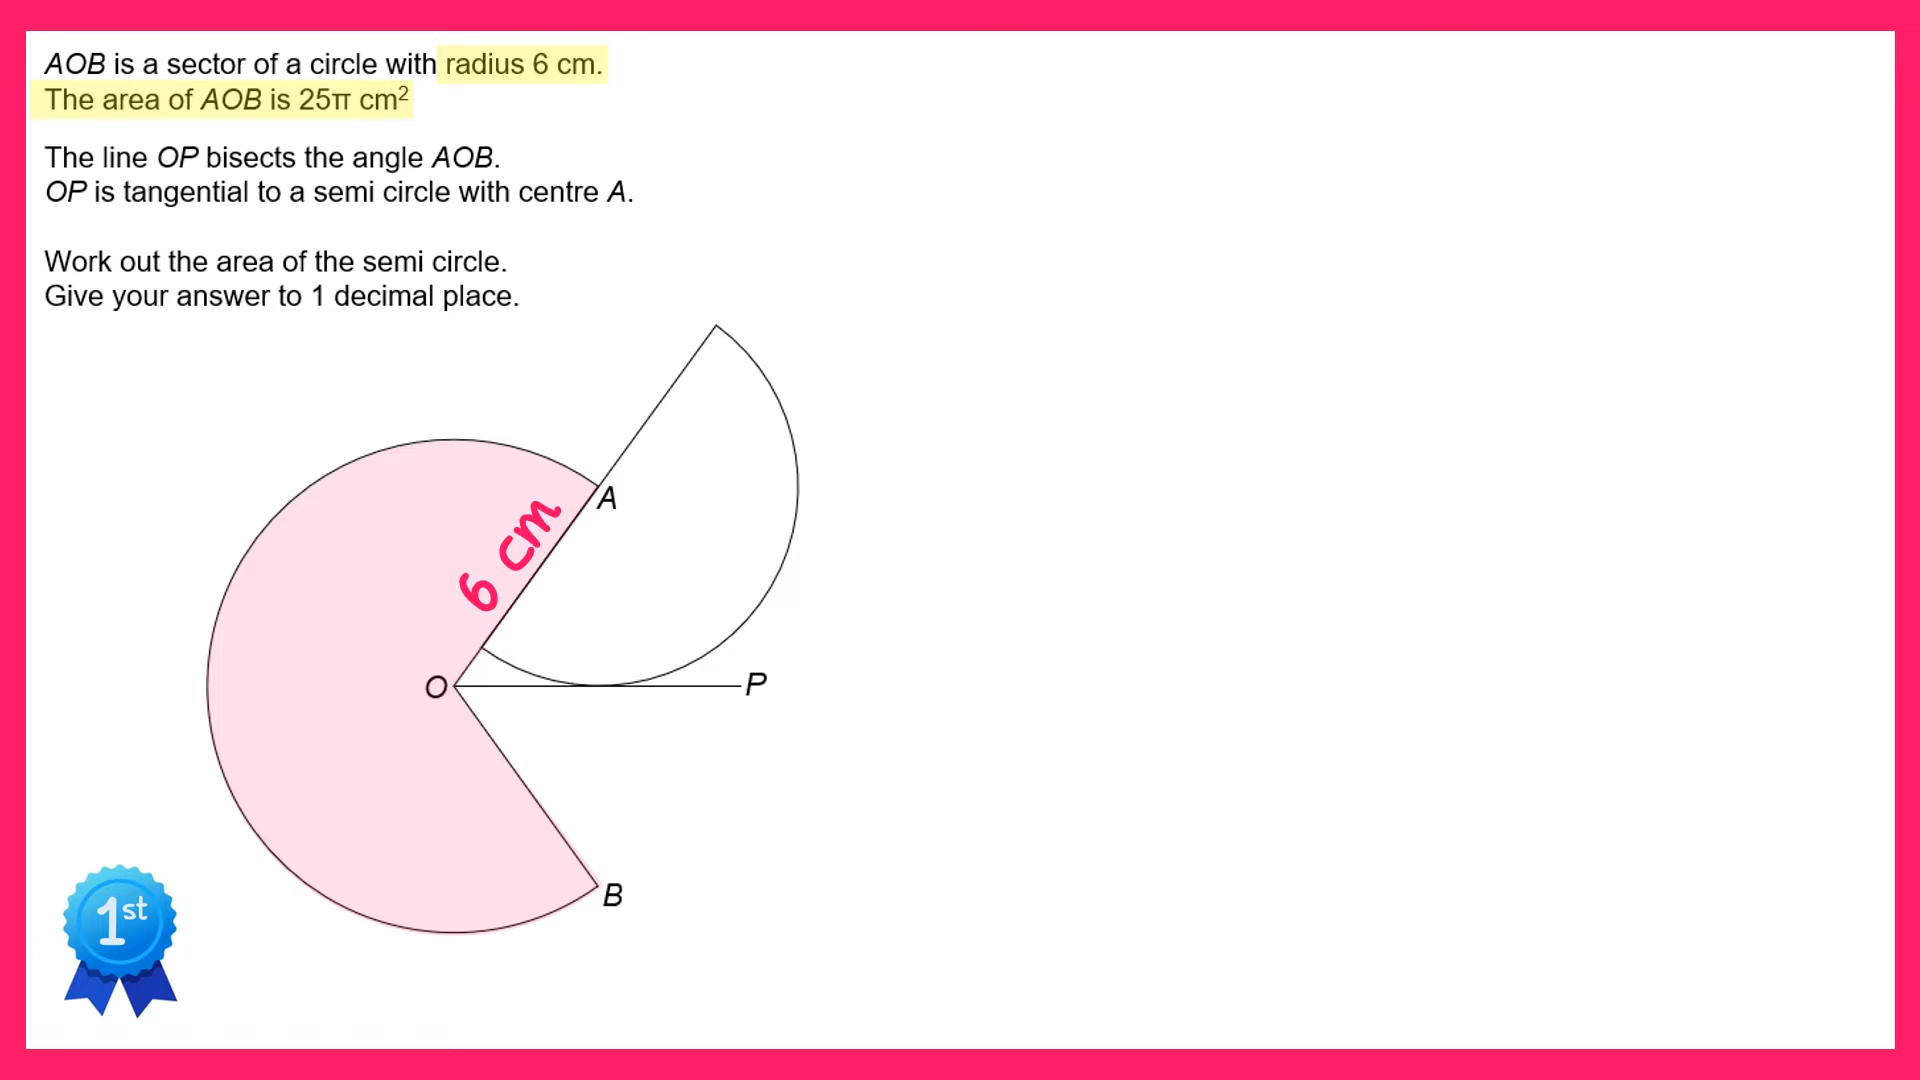 AOB is a sector of a circle with radius 6 cm.
The area of AOB is 25π cm²
The line OP bisects the angle AOB.
OP is tangential to a semi circle with centre A.
Work out the area of the semi circle.
Give your answer to 1 decimal place.
A
6 cm
O
P
B
1st